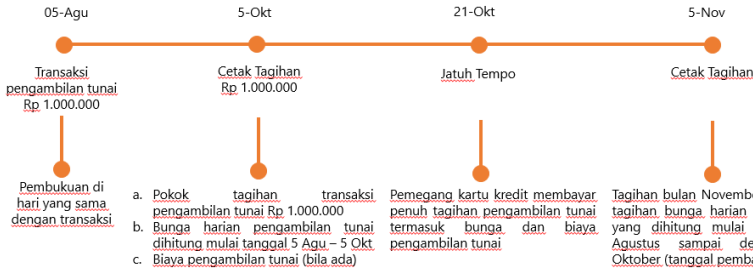 05-Agu
5-Okt
21-Okt
5-Nov
Transaksi
pengambilan tunai
Rp 1.000.000
Cetak Tagihan
Rp 1.000.000
Jatuh Tempo
Cetak Tagihan
Pembukuan di
hari yang sama
dengan transaksi
a. Pokok tagihan transaksi
pengambilan tunai Rp 1.000.000
b. Bunga harian pengambilan tunai
dihitung mulai tanggal 5 Agu – 5 Okt
c. Biaya pengambilan tunai (bila ada)
Pemegang kartu kredit membayar
penuh tagihan pengambilan tunai
termasuk bunga dan biaya
pengambilan tunai
Tagihan bulan
tagihan bunga harian
yang dihitung mulai
Agustus sampai
Oktober (tanggal